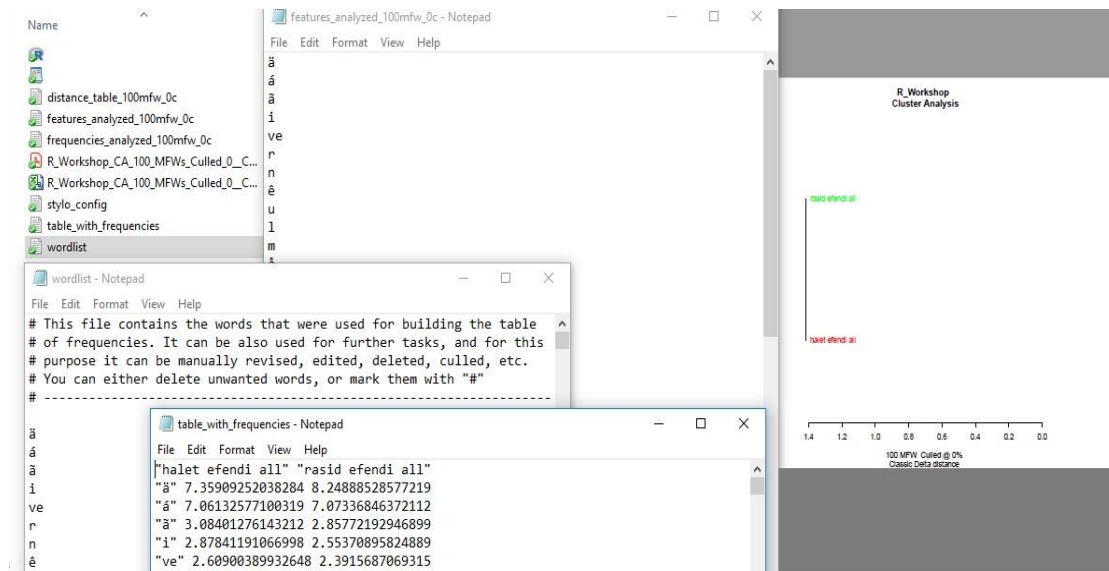 Name
distance_table_100mfw_0c
features_analyzed_100mfw_0c
frequencies_analyzed_100mfw_0c
R_Workshop_CA_100_MFWs_Culled_0__C...
R_Workshop_CA_100_MFWs_Culled_0__C...
stylo_config
table_with_frequencies
wordlist
features_analyzed_100mfw_0c - Notepad
File Edit Format View Help
ä
á
ã
i
ve
r
n
ê
u
l
m
wordlist - Notepad
File Edit Format View Help
# This file contains the words that were used for building the table
# of frequencies. It can be also used for further tasks, and for this
# purpose it can be manually revised, edited, deleted, culled, etc.
# You can either delete unwanted words, or mark them with "#"
# -----------------------------------------------------------------------
ä
á
ã
i
ve
r
n
ê
table_with_frequencies - Notepad
File Edit Format View Help
"halet efendi all" "rasid efendi all"
"ä" 7.35909252038284 8.24888528577219
"á" 7.06132577100319 7.07336846372112
"ã" 3.08401276143212 2.85772192946899
"i" 2.87841191066998 2.55370895824889
"ve" 2.60900389932648 2.3915687069315
R_Workshop
Cluster Analysis
rasid efendi all
halet efendi all
1.4 1.2 1.0 0.8 0.6 0.4 0.2 0.0
100 MFW Culled @ 0%
Classic Delta distance